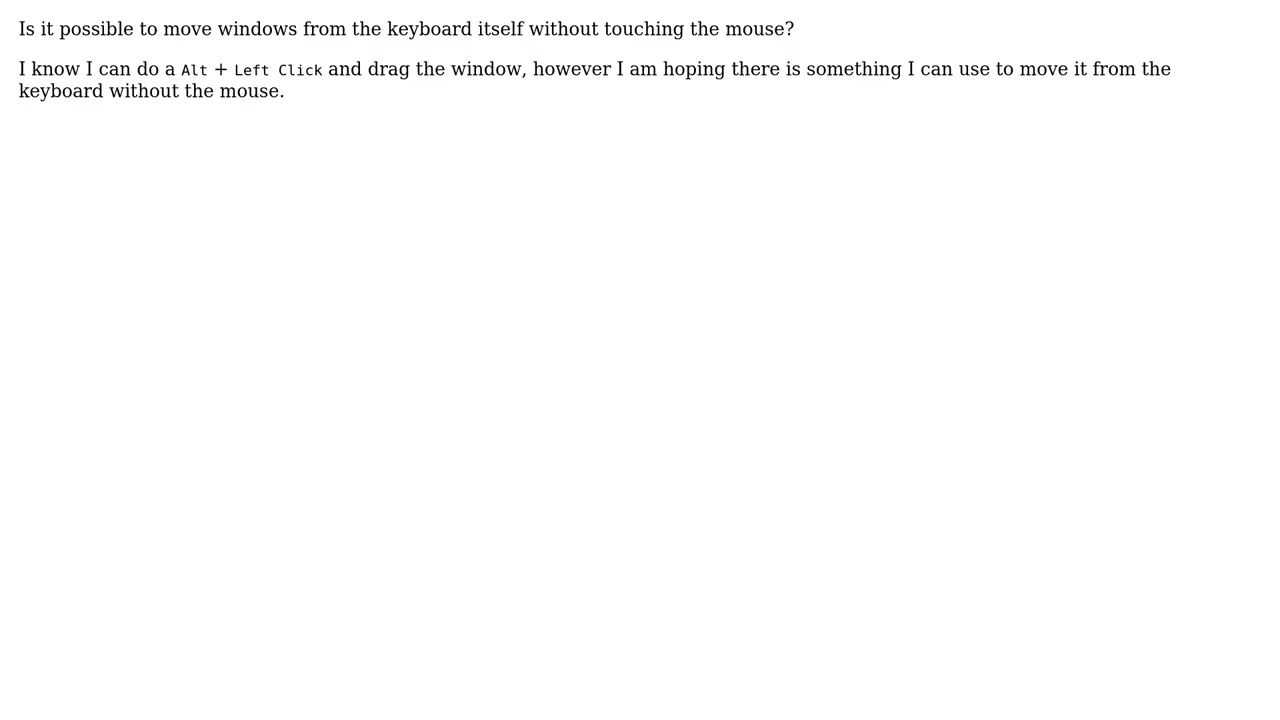 Is it possible to move windows from the keyboard itself without touching the mouse?
I know I can do a Alt + Left Click and drag the window, however I am hoping there is something I can use to move it from the
keyboard without the mouse.